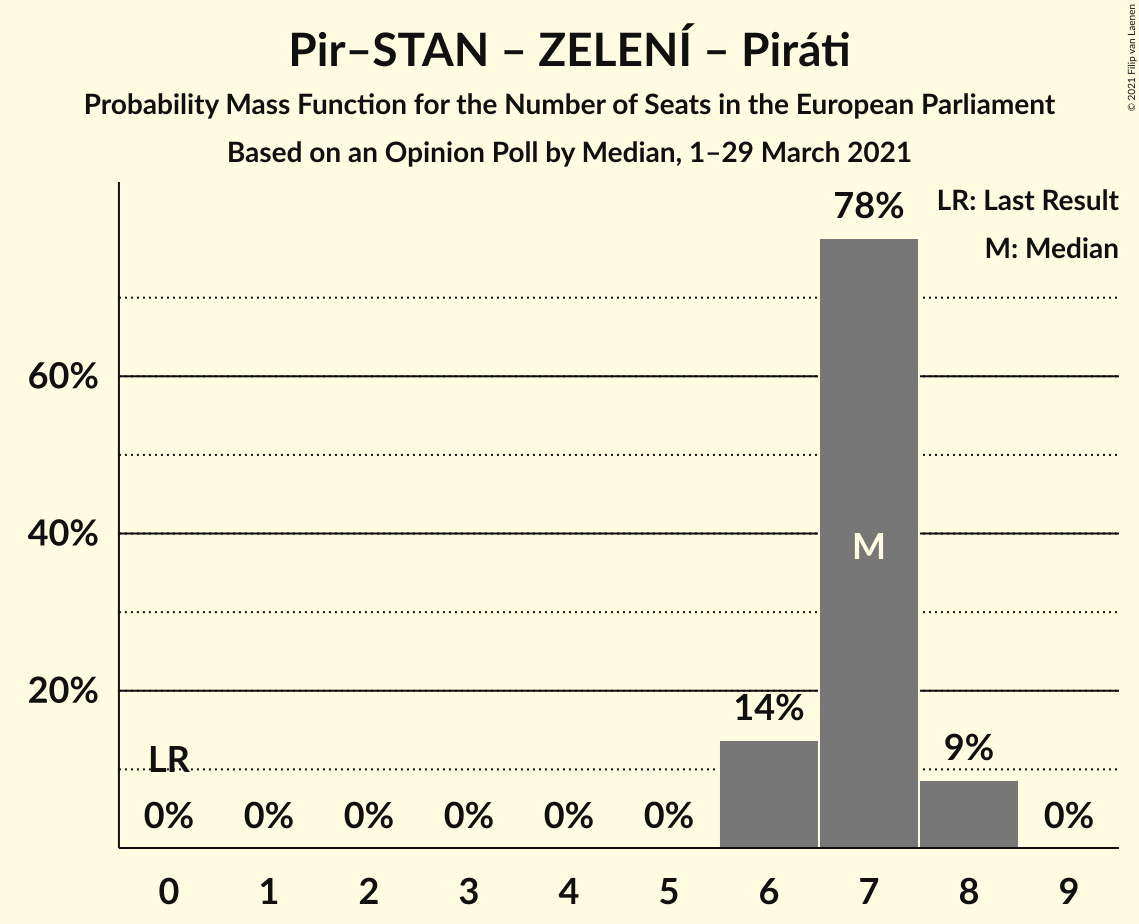 Pir–STAN – ZELENÍ – Piráti
Probability Mass Function for the Number of Seats in the European Parliament
Based on an Opinion Poll by Median, 1–29 March 2021
© 2021 Filip van Laenen
LR: Last Result
M: Median
78%
60%
40%
M
20%
14%
9%
LR
0% 0% 0% 0% 0% 0% 0%
0 1 2 3 4 5 6 7 8 9